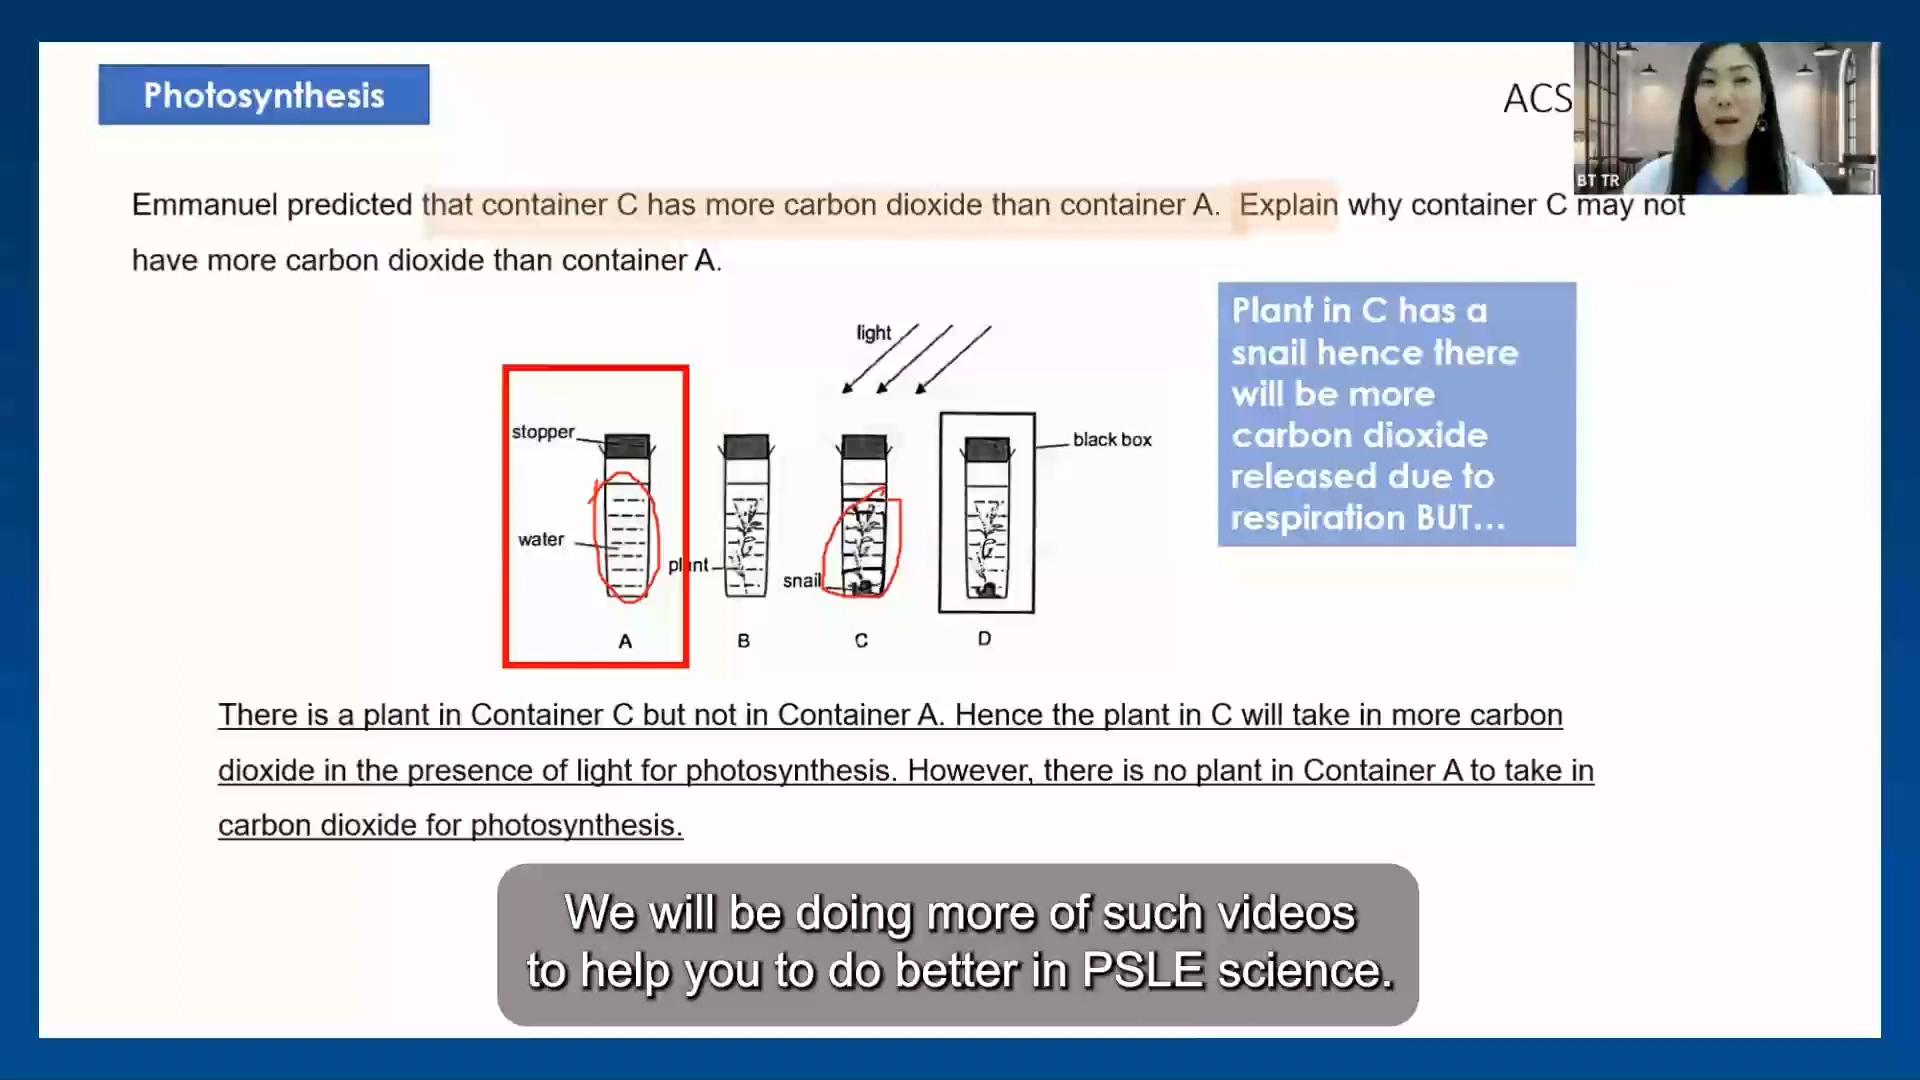 Photosynthesis
ACS
BT TR
Emmanuel predicted that container C has more carbon dioxide than container A. Explain why container C may not
have more carbon dioxide than container A.
Plant in C has a
snail hence there
will be more
carbon dioxide
released due to
respiration BUT...
light
stopper
black box
water
plant
snail
A
B
C
D
There is a plant in Container C but not in Container A. Hence the plant in C will take in more carbon
dioxide in the presence of light for photosynthesis. However, there is no plant in Container A to take in
carbon dioxide for photosynthesis.
We will be doing more of such videos
to help you to do better in PSLE science.